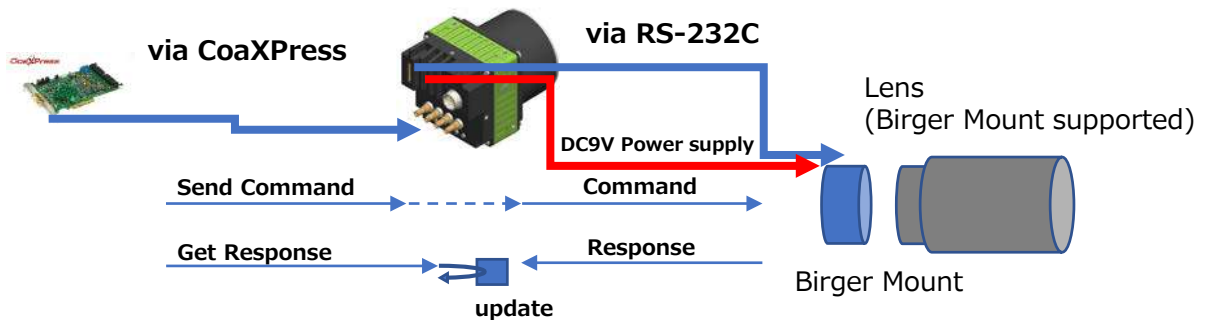 via CoaXPress
via RS-232C
CoaXPress
Lens
(Birger Mount supported)
DC9V Power supply
Send Command
Command
Get Response
Response
update
Birger Mount